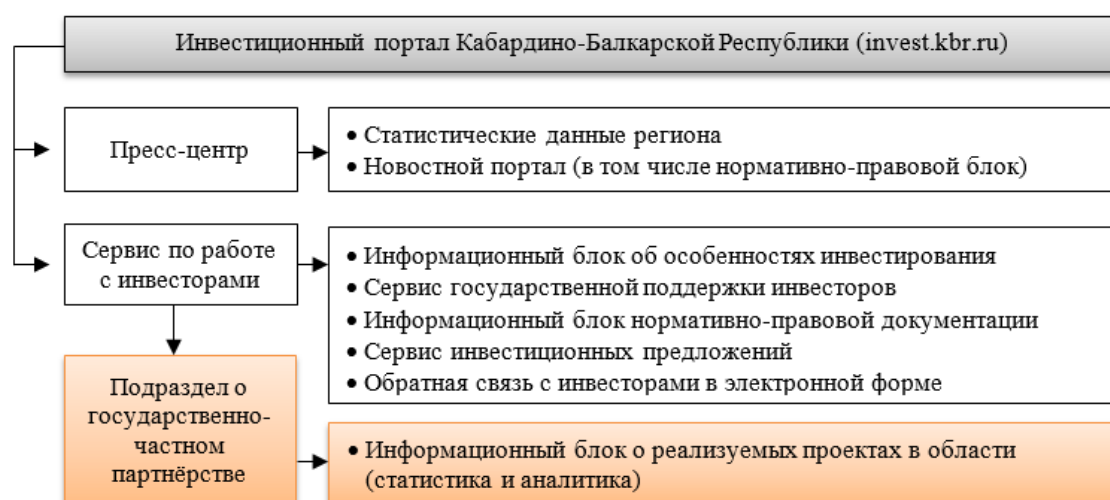 Инвестиционный портал Кабардино-Балкарской Республики (invest.kbr.ru)
Пресс-центр
• Статистические данные региона
• Новостной портал (в том числе нормативно-правовой блок)
Сервис по работе
с инвесторами
• Информационный блок об особенностях инвестирования
• Сервис государственной поддержки инвесторов
• Информационный блок нормативно-правовой документации
• Сервис инвестиционных предложений
• Обратная связь с инвесторами в электронной форме
Подраздел о
государственно-
частном
партнёрстве
• Информационный блок о реализуемых проектах в области
(статистика и аналитика)